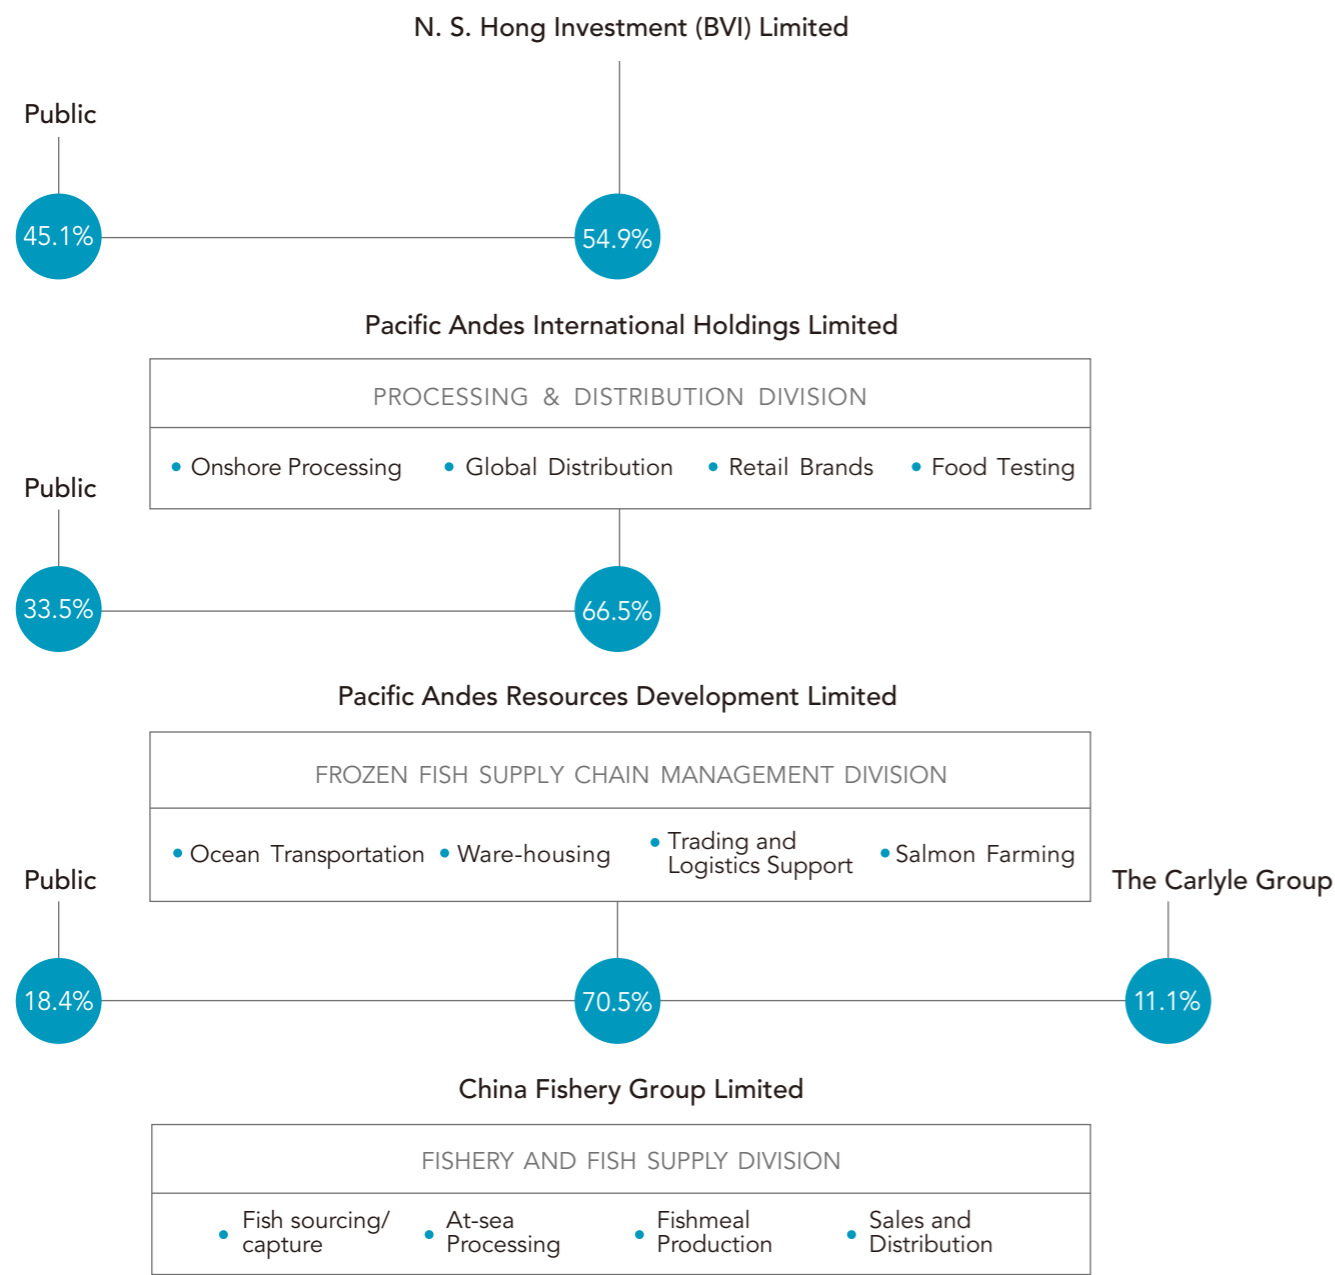 N. S. Hong Investment (BVI) Limited
Public
45.1%
54.9%
Pacific Andes International Holdings Limited
PROCESSING & DISTRIBUTION DIVISION
• Onshore Processing • Global Distribution • Retail Brands • Food Testing
Public
33.5%
66.5%
Pacific Andes Resources Development Limited
FROZEN FISH SUPPLY CHAIN MANAGEMENT DIVISION
• Ocean Transportation
• Ware-housing
• Trading and
Logistics Support
• Salmon Farming
Public
The Carlyle Group
18.4%
70.5%
11.1%
China Fishery Group Limited
FISHERY AND FISH SUPPLY DIVISION
• Fish sourcing/
capture
• At-sea
Processing
• Fishmeal
Production
• Sales and
Distribution